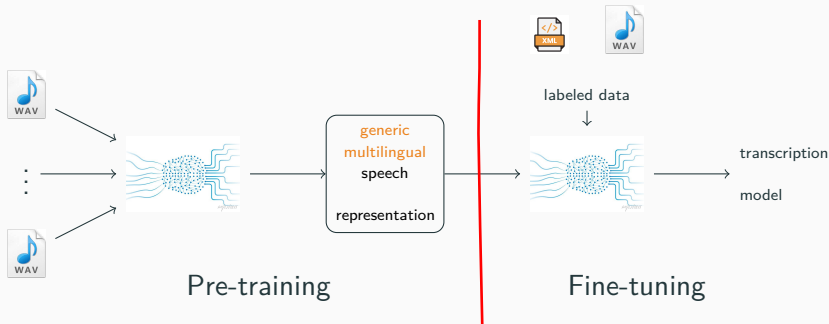 </>
XML
WAV
WAV
labeled data
generic
multilingual
speech
representation
transcription
model
WAV
Pre-training
Fine-tuning